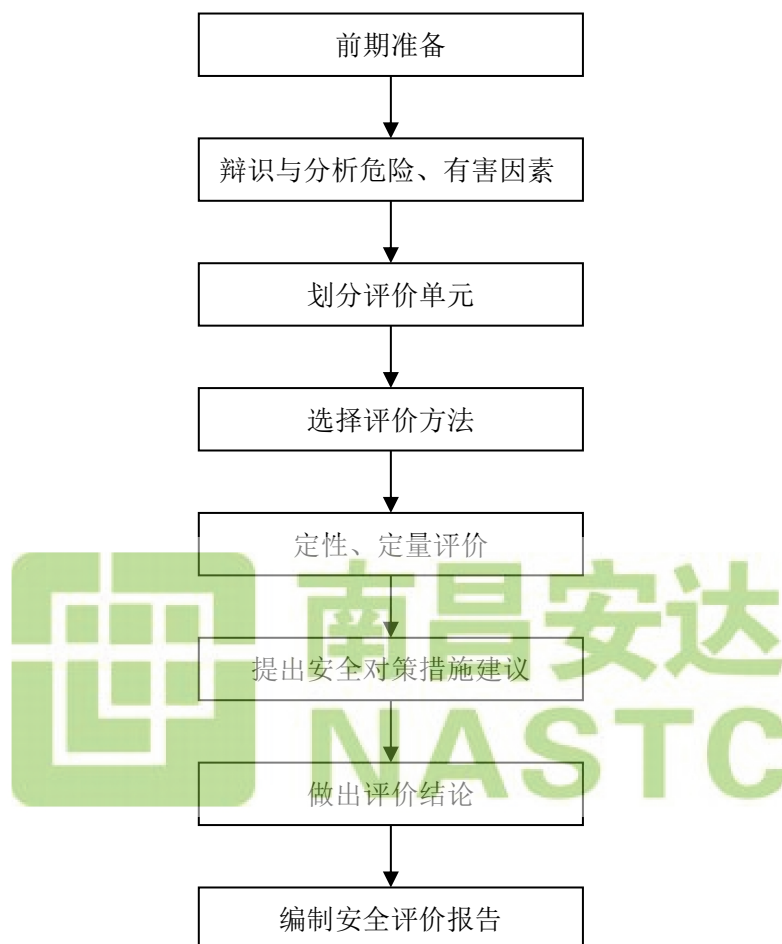 前期准备
辩识与分析危险、有害因素
划分评价单元
选择评价方法
定性、定量评价
南昌安达
提出安全对策措施建议
NASTC
做出评价结论
编制安全评价报告